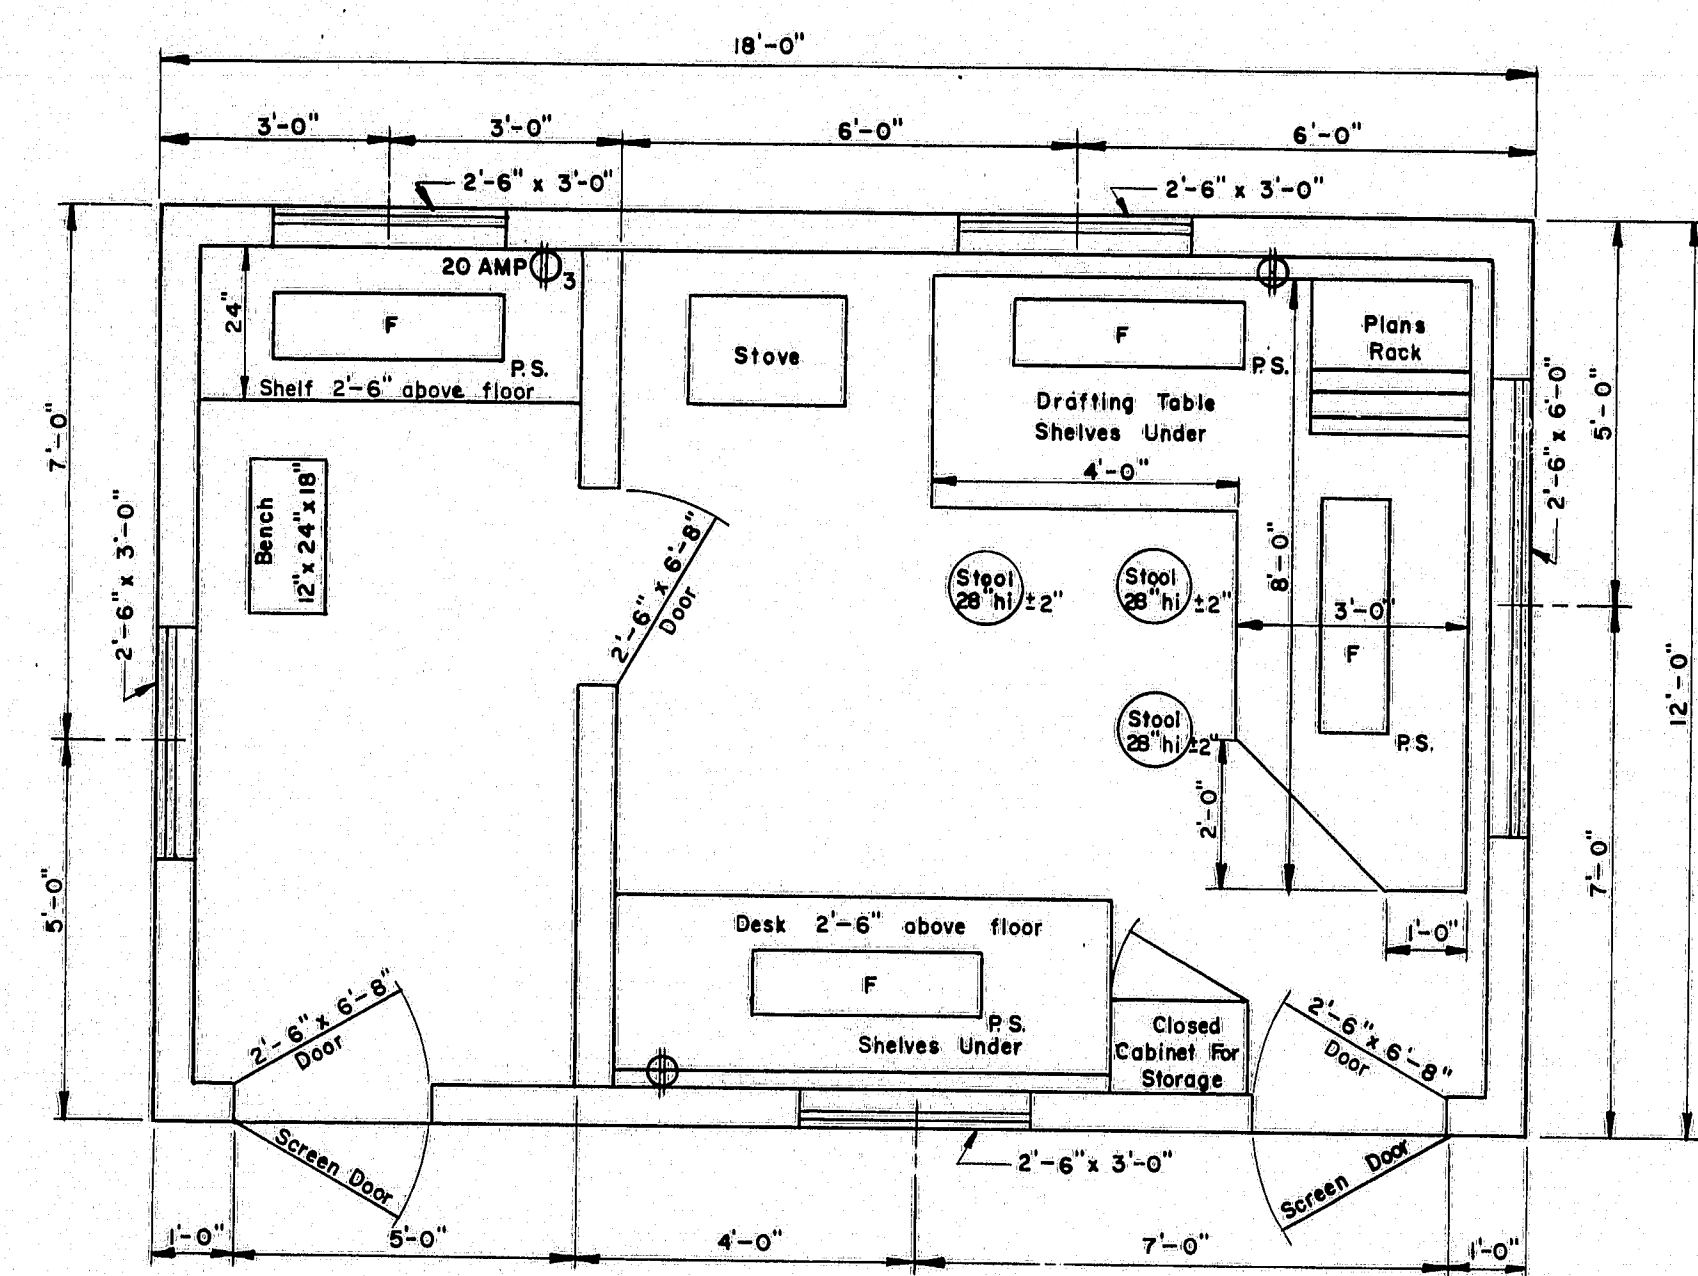 18'-0"
3'-0"
3'-0"
6'-0"
6'-0"
2'-6" x 3'-0"
2'-6" x 3'-0"
20 AMP
3
24"
F
P.S.
Shelf 2'-6" above floor
Stove
F
P.S.
Drafting Table
Shelves Under
4'-0"
Plans
Rack
2'-6" x 6'-0"
5'-0"
7'-0"
2'-6" x 3'-0"
Bench
12" x 24" x 18"
2'-6" x 6'-8"
Door
Stool
28" hi ±2"
Stool
28" hi ±2"
8'-0"
3'-0"
F
P.S.
12'-0"
Stool
28" hi ±2"
2'-0"
7'-0"
5'-0"
1'-0"
Desk 2'-6" above floor
F
P.S.
Shelves Under
Closed
Cabinet For
Storage
2'-6" x 6'-8"
Door
2'-6" x 6'-8"
Door
Screen Door
Screen Door
2'-6" x 3'-0"
1'-0"
5'-0"
4'-0"
7'-0"
1'-0"